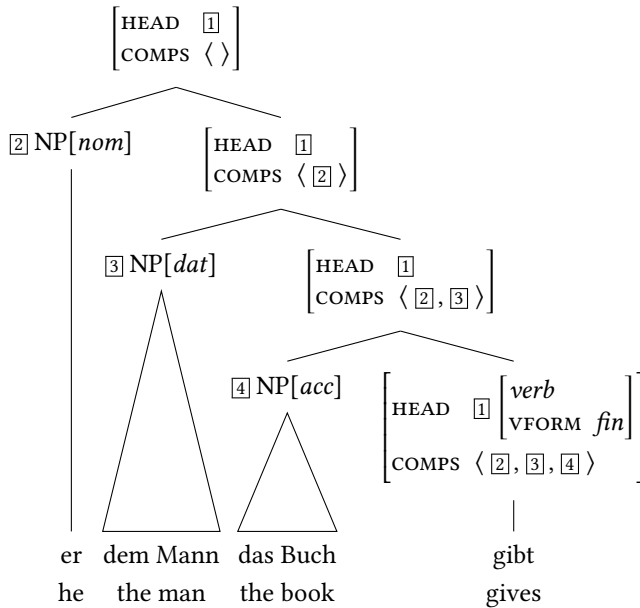 HEAD 1
COMPS ⟨ ⟩
2 NP[nom]
HEAD 1
COMPS ⟨ 2 ⟩
3 NP[dat]
HEAD 1
COMPS ⟨ 2 , 3 ⟩
4 NP[acc]
HEAD 1 [verb
VFORM fin]
COMPS ⟨ 2 , 3 , 4 ⟩
er dem Mann das Buch gibt
he the man the book gives